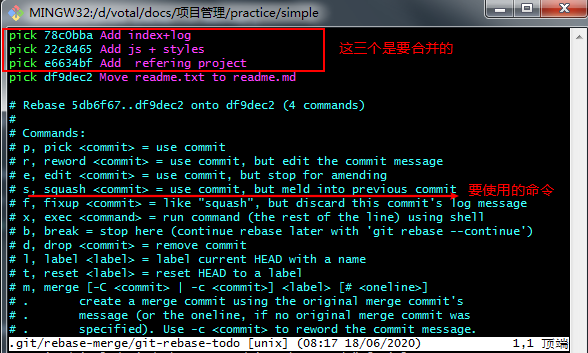 MINGW32:/d/votal/docs/项目管理/practice/simple
pick 78c0bba Add index+log
pick 22c8465 Add js + styles
pick e6634bf Add  refering project
这三个是要合并的
pick df9dec2 Move readme.txt to readme.md
# Rebase 5db6f67..df9dec2 onto df9dec2 (4 commands)
#
# Commands:
# p, pick <commit> = use commit
# r, reword <commit> = use commit, but edit the commit message
# e, edit <commit> = use commit, but stop for amending
# s, squash <commit> = use commit, but meld into previous commit
要使用的命令
# f, fixup <commit> = like "squash", but discard this commit's log message
# x, exec <command> = run command (the rest of the line) using shell
# b, break = stop here (continue rebase later with 'git rebase --continue')
# d, drop <commit> = remove commit
# l, label <label> = label current HEAD with a name
# t, reset <label> = reset HEAD to a label
# m, merge [-C <commit> | -c <commit>] <label> [# <oneline>]
# .       create a merge commit using the original merge commit's
# .       message (or the oneline, if no original merge commit was
# .       specified). Use -c <commit> to reword the commit message.
.git/rebase-merge/git-rebase-todo [unix] (08:17 18/06/2020) 1,1 顶端